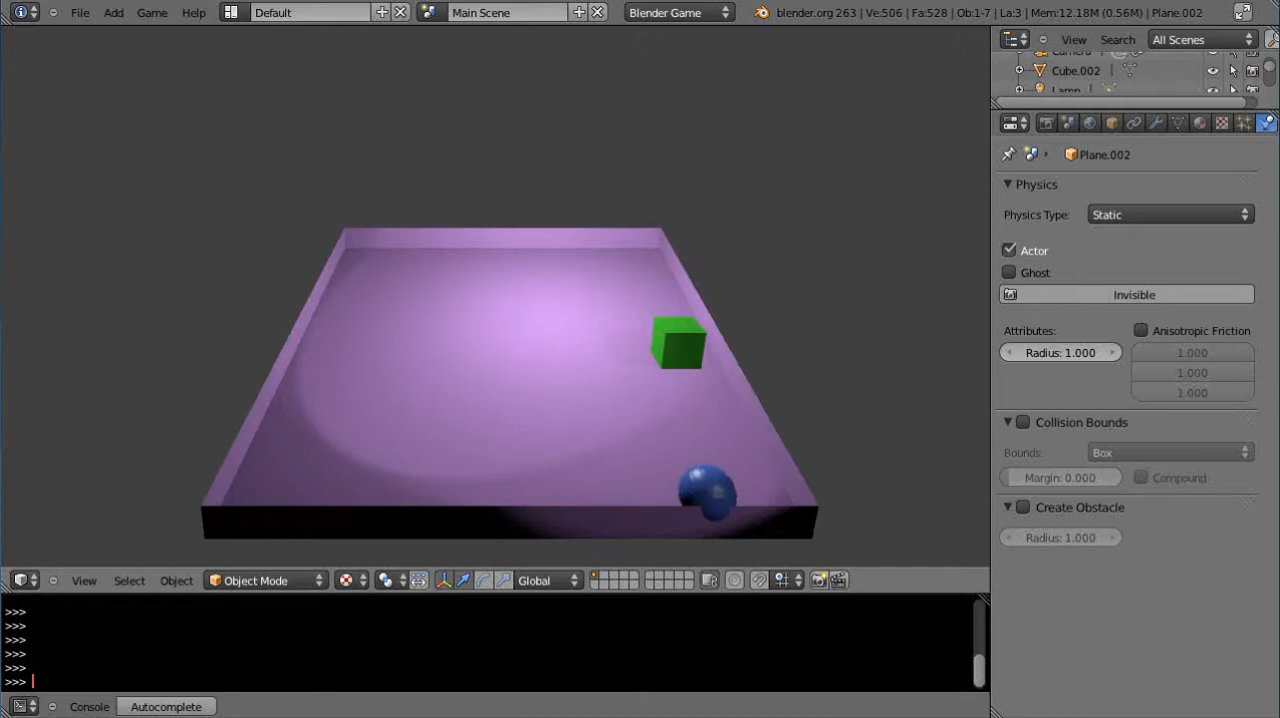 File Add Game Help Default Main Scene Blender Game blender.org 263 | Ve:506 | Fa:528 | Ob:1-7 | La:3 | Mem:12.18M (0.56M) | Plane.002
View Search All Scenes
Camera
Cube.002
Lamp
Plane.002
Physics
Physics Type: Static
Actor
Ghost
Invisible
Attributes: Anisotropic Friction
Radius: 1.000 1.000
1.000
1.000
Collision Bounds
Bounds: Box
Margin: 0.000 Compound
Create Obstacle
Radius: 1.000
View Select Object Object Mode Global
>>>
>>>
>>>
>>>
>>>
>>>
Console Autocomplete